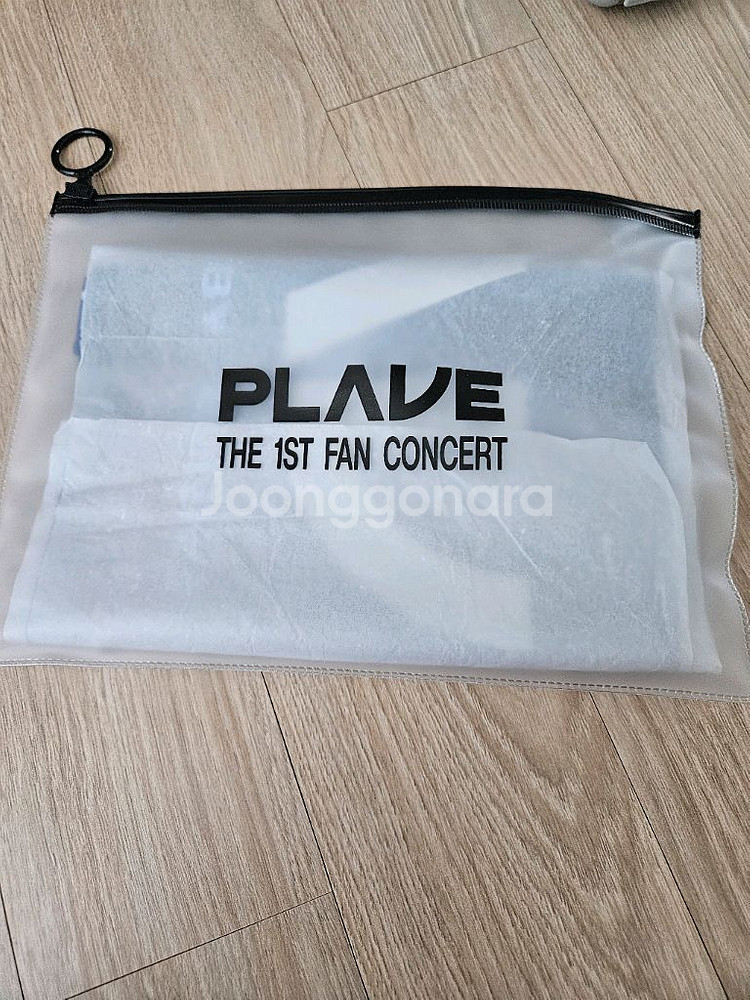 PLAVE
THE 1ST FAN CONCERT
Joonggonara